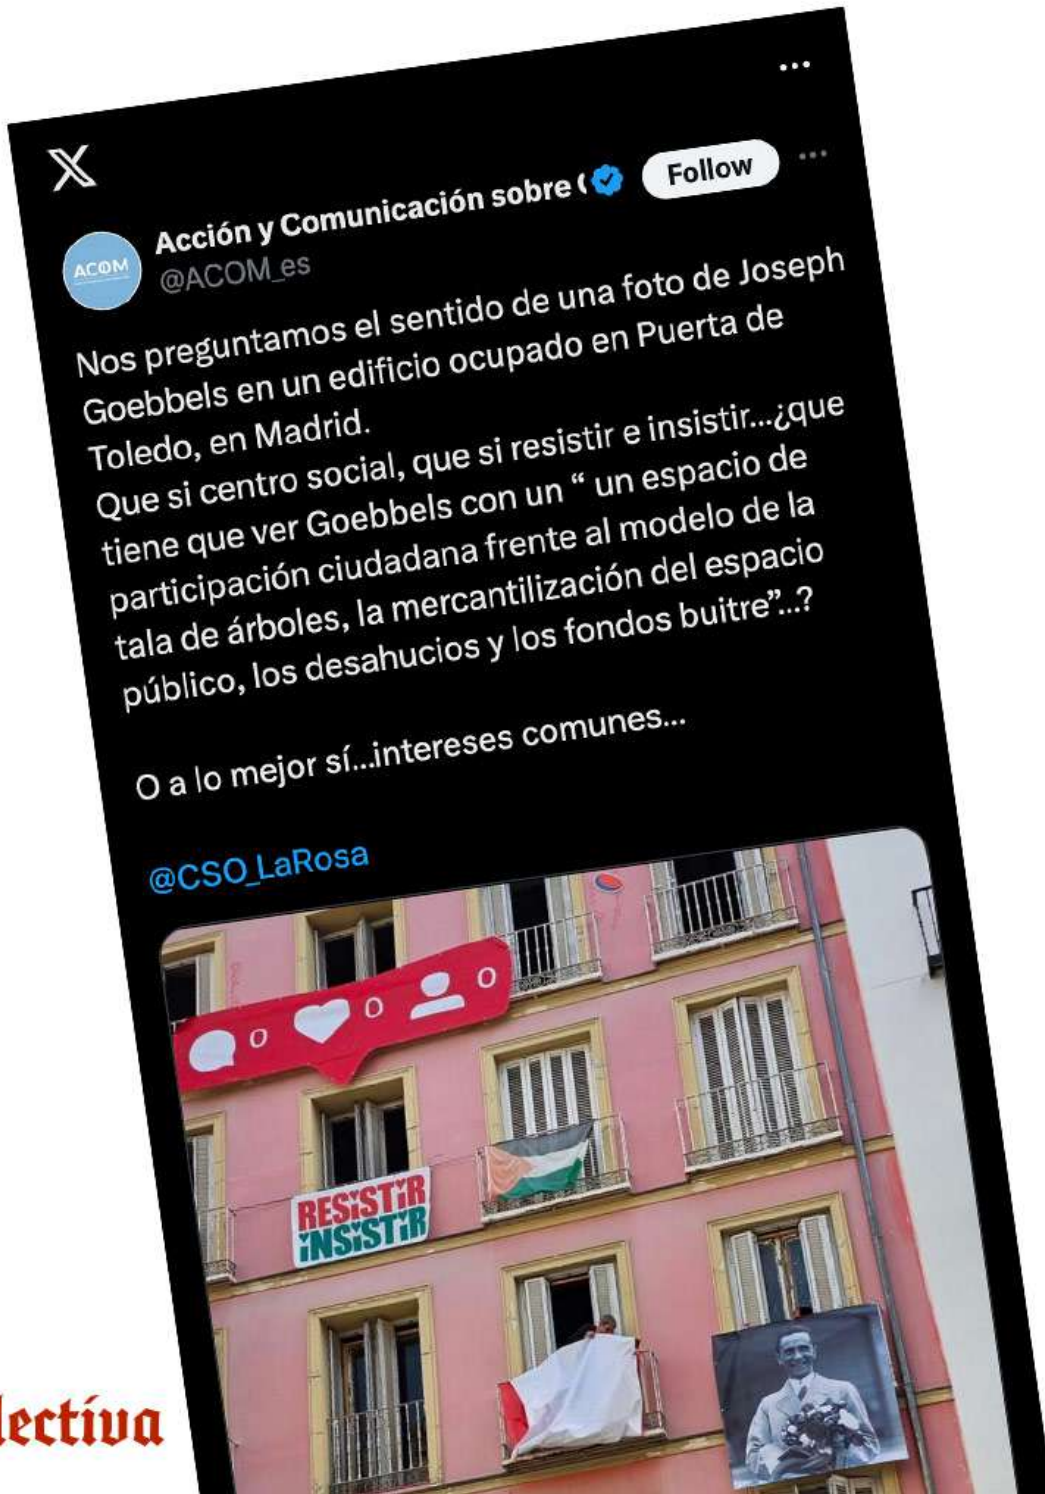 ...
X
Acción y Comunicación sobre
Follow
...
ACOM
@ACOM_es
Nos preguntamos el sentido de una foto de Joseph
Goebbels en un edificio ocupado en Puerta de
Toledo, en Madrid.
Que si centro social, que si resistir e insistir...¿que
tiene que ver Goebbels con un “ un espacio de
participación ciudadana frente al modelo de la
tala de árboles, la mercantilización del espacio
público, los desahucios y los fondos buitre”...?
O a lo mejor sí...intereses comunes...
@CSO_LaRosa
0 0 0
RESiSTiR
iNSiSTiR
lectiva